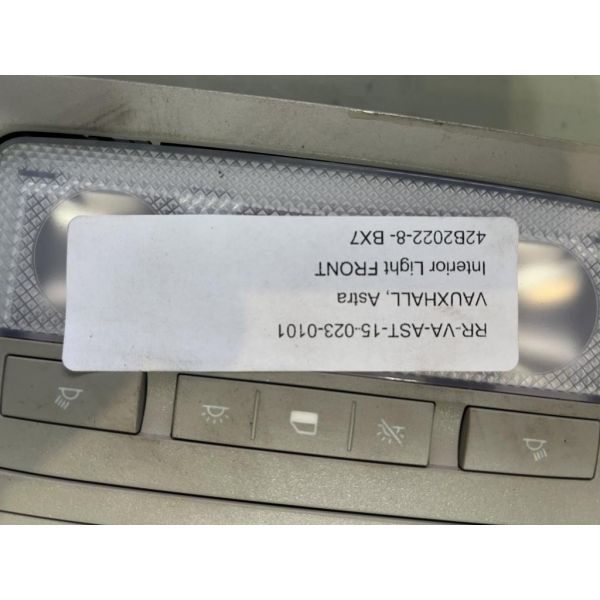 RR-VA-AST-15-023-0101
VAUXHALL, Astra
Interior Light FRONT
42B2022-8- BX7